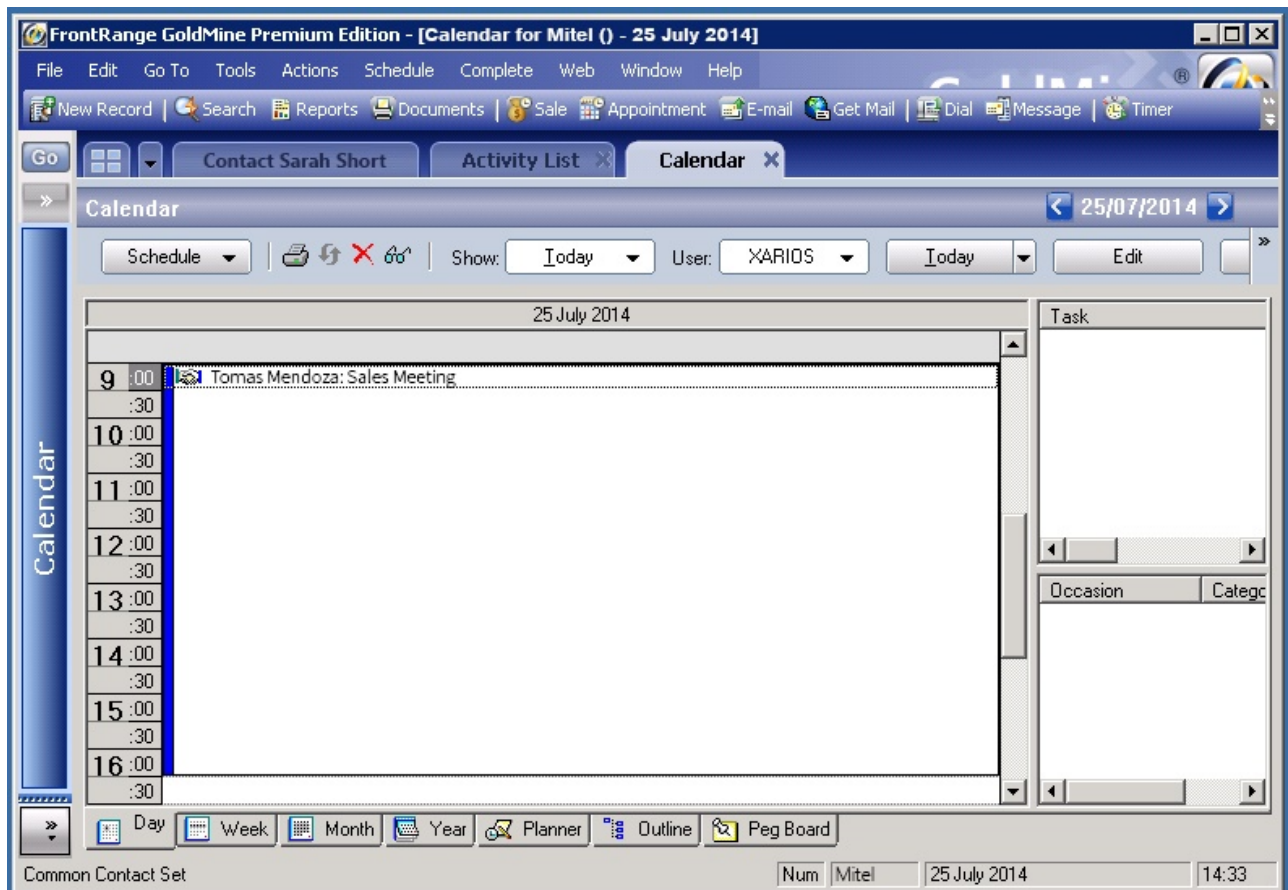 FrontRange GoldMine Premium Edition - [Calendar for Mitel () - 25 July 2014]
File Edit Go To Tools Actions Schedule Complete Web Window Help
®
New Record | Search Reports Documents | Sale Appointment E-mail Get Mail | Dial Message | Timer
Go Contact Sarah Short Activity List Calendar
» Calendar 25/07/2014
Schedule Show: Today User: XARIOS Today Edit »
25 July 2014 Task
9 :00 Tomas Mendoza: Sales Meeting
:30
10 :00
:30
11 :00
:30
12 :00
:30
13 :00 Occasion Catego
:30
14 :00
:30
15 :00
:30
16 :00
:30
Calendar
» Day Week Month Year Planner Outline Peg Board
Common Contact Set Num Mitel 25 July 2014 14:33